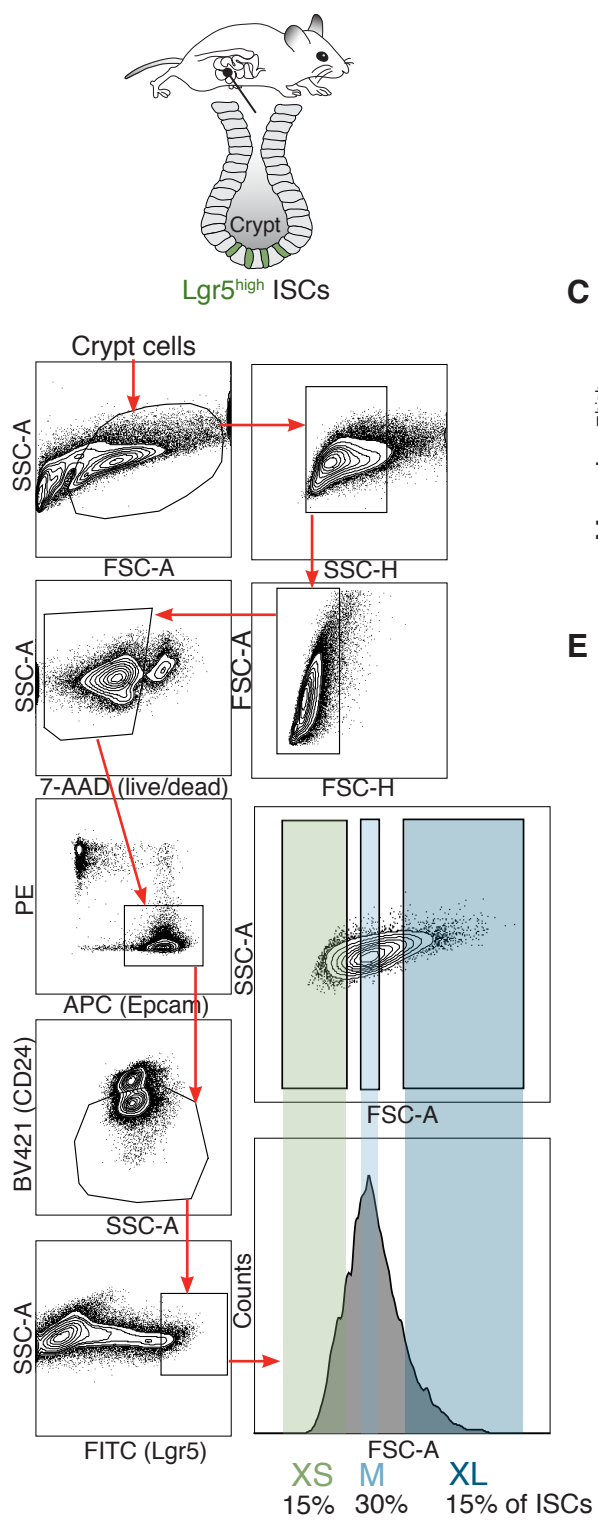 Crypt
Lgr5high ISCs
C
Crypt cells
SSC-A
FSC-A
SSC-H
SSC-A
FSC-A
E
7-AAD (live/dead)
FSC-H
PE
SSC-A
APC (Epcam)
FSC-A
BV421 (CD24)
SSC-A
Counts
SSC-A
FITC (Lgr5)
FSC-A
XS M XL
15% 30% 15% of ISCs